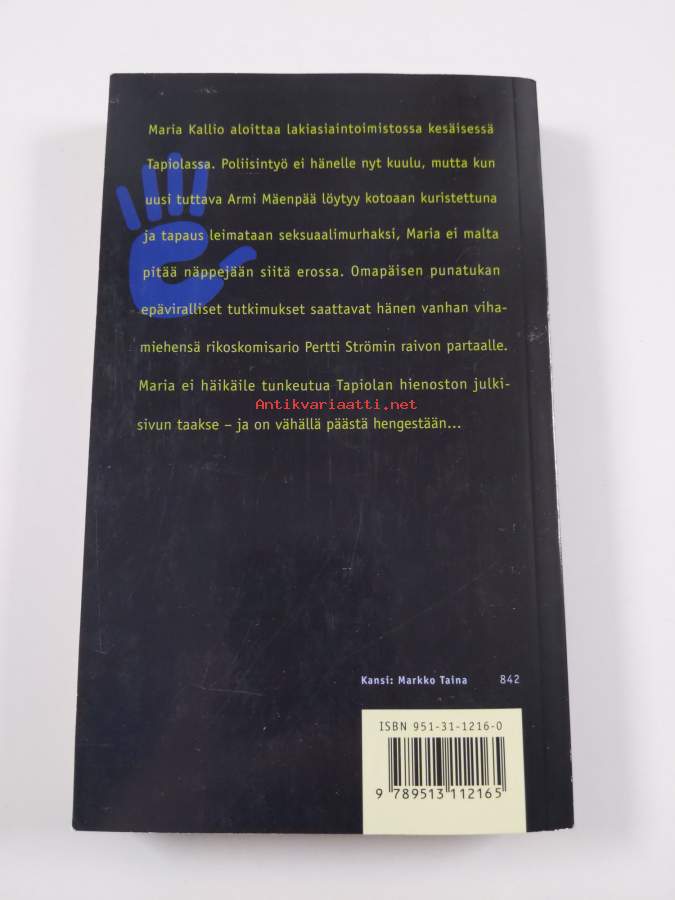 Maria Kallio aloittaa lakiasiaintoimistossa kesäisessä
Tapiolassa. Poliisintyö ei hänelle nyt kuulu, mutta kun
uusi tuttava Armi Mäenpää löytyy kotoaan kuristettuna
ja tapaus leimataan seksuaalimurhaksi, Maria ei malta
pitää näppejään siitä erossa. Omapäisen punatukan
epäviralliset tutkimukset saattavat hänen vanhan viha-
miehensä rikoskomisario Pertti Strömin raivon partaalle.
Maria ei häikäile tunkeutua Tapiolan hienoston julki-
Antikvariaatti.net
sivun taakse – ja on vähällä päästä hengestään...
Kansi: Markko Taina 842
ISBN 951-31-1216-0
9 789513 112165